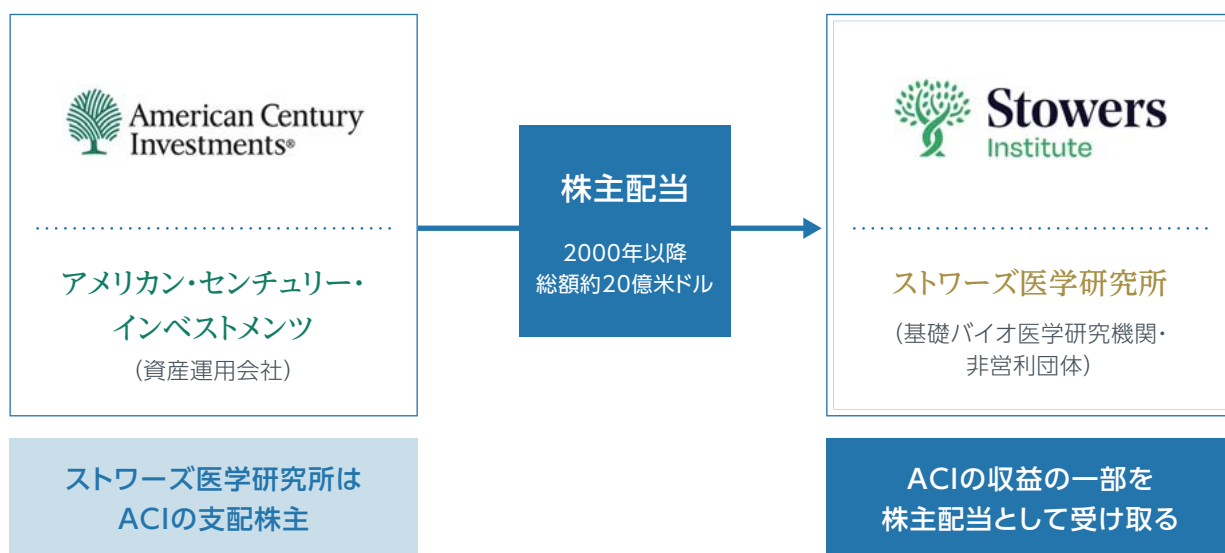 American Century
Investments®
アメリカン・センチュリー・
インベストメンツ
（資産運用会社）
ストワーズ医学研究所は
ACIの支配株主
株主配当
2000年以降
総額約20億米ドル
Stowers
Institute
ストワーズ医学研究所
（基礎バイオ医学研究機関・
非営利団体）
ACIの収益の一部を
株主配当として受け取る